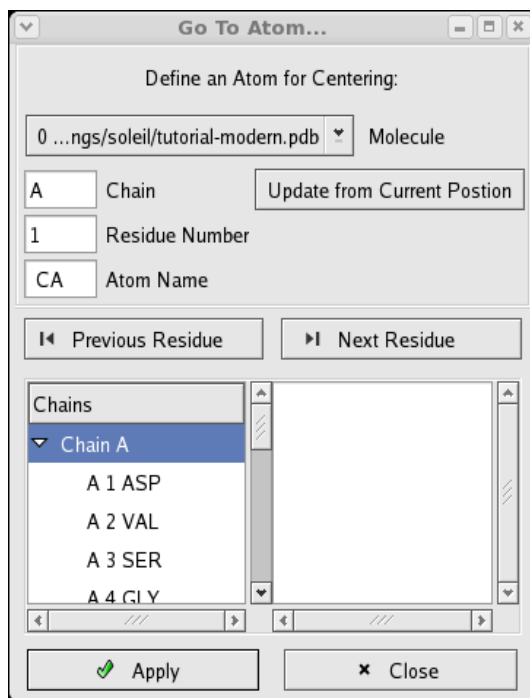 Go To Atom...
Define an Atom for Centering:
0 ...ngs/soleil/tutorial-modern.pdb Molecule
A Chain Update from Current Postion
1 Residue Number
CA Atom Name
Previous Residue Next Residue
Chains
Chain A
A 1 ASP
A 2 VAL
A 3 SER
A 4 GLY
Apply Close